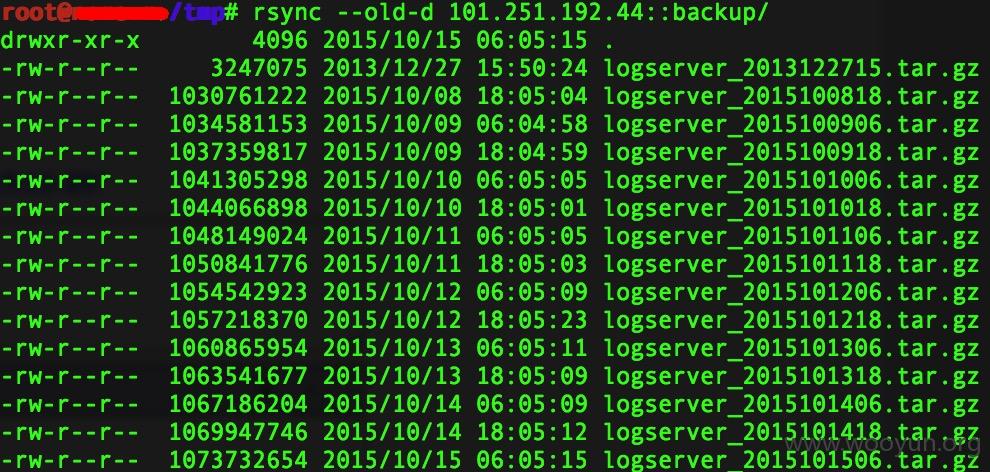 root@ /tmp# rsync --old-d 101.251.192.44::backup/
drwxr-xr-x 4096 2015/10/15 06:05:15 .
-rw-r--r-- 3247075 2013/12/27 15:50:24 logserver_2013122715.tar.gz
-rw-r--r-- 1030761222 2015/10/08 18:05:04 logserver_2015100818.tar.gz
-rw-r--r-- 1034581153 2015/10/09 06:04:58 logserver_2015100906.tar.gz
-rw-r--r-- 1037359817 2015/10/09 18:04:59 logserver_2015100918.tar.gz
-rw-r--r-- 1041305298 2015/10/10 06:05:05 logserver_2015101006.tar.gz
-rw-r--r-- 1044066898 2015/10/10 18:05:01 logserver_2015101018.tar.gz
-rw-r--r-- 1048149024 2015/10/11 06:05:05 logserver_2015101106.tar.gz
-rw-r--r-- 1050841776 2015/10/11 18:05:03 logserver_2015101118.tar.gz
-rw-r--r-- 1054542923 2015/10/12 06:05:09 logserver_2015101206.tar.gz
-rw-r--r-- 1057218370 2015/10/12 18:05:23 logserver_2015101218.tar.gz
-rw-r--r-- 1060865954 2015/10/13 06:05:11 logserver_2015101306.tar.gz
-rw-r--r-- 1063541677 2015/10/13 18:05:09 logserver_2015101318.tar.gz
-rw-r--r-- 1067186204 2015/10/14 06:05:09 logserver_2015101406.tar.gz
-rw-r--r-- 1069947746 2015/10/14 18:05:12 logserver_2015101418.tar.gz
-rw-r--r-- 1073732654 2015/10/15 06:05:15 logserver_2015101506.tar.gz
www.wooyun.org